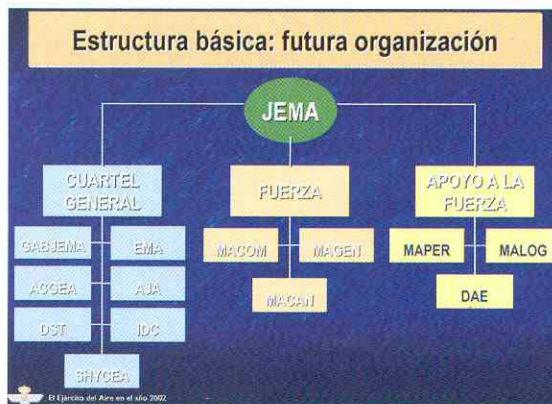 Estructura básica: futura organización
JEMA
CUARTEL
GENERAL
FUERZA
APOYO A LA
FUERZA
GABJEMA
EMA
MACOM
MAGEN
MAPER
MALOG
ACGEA
AJA
MACAN
DAE
DST
IDC
SHYCEA
El Ejército del Aire en el año 2002